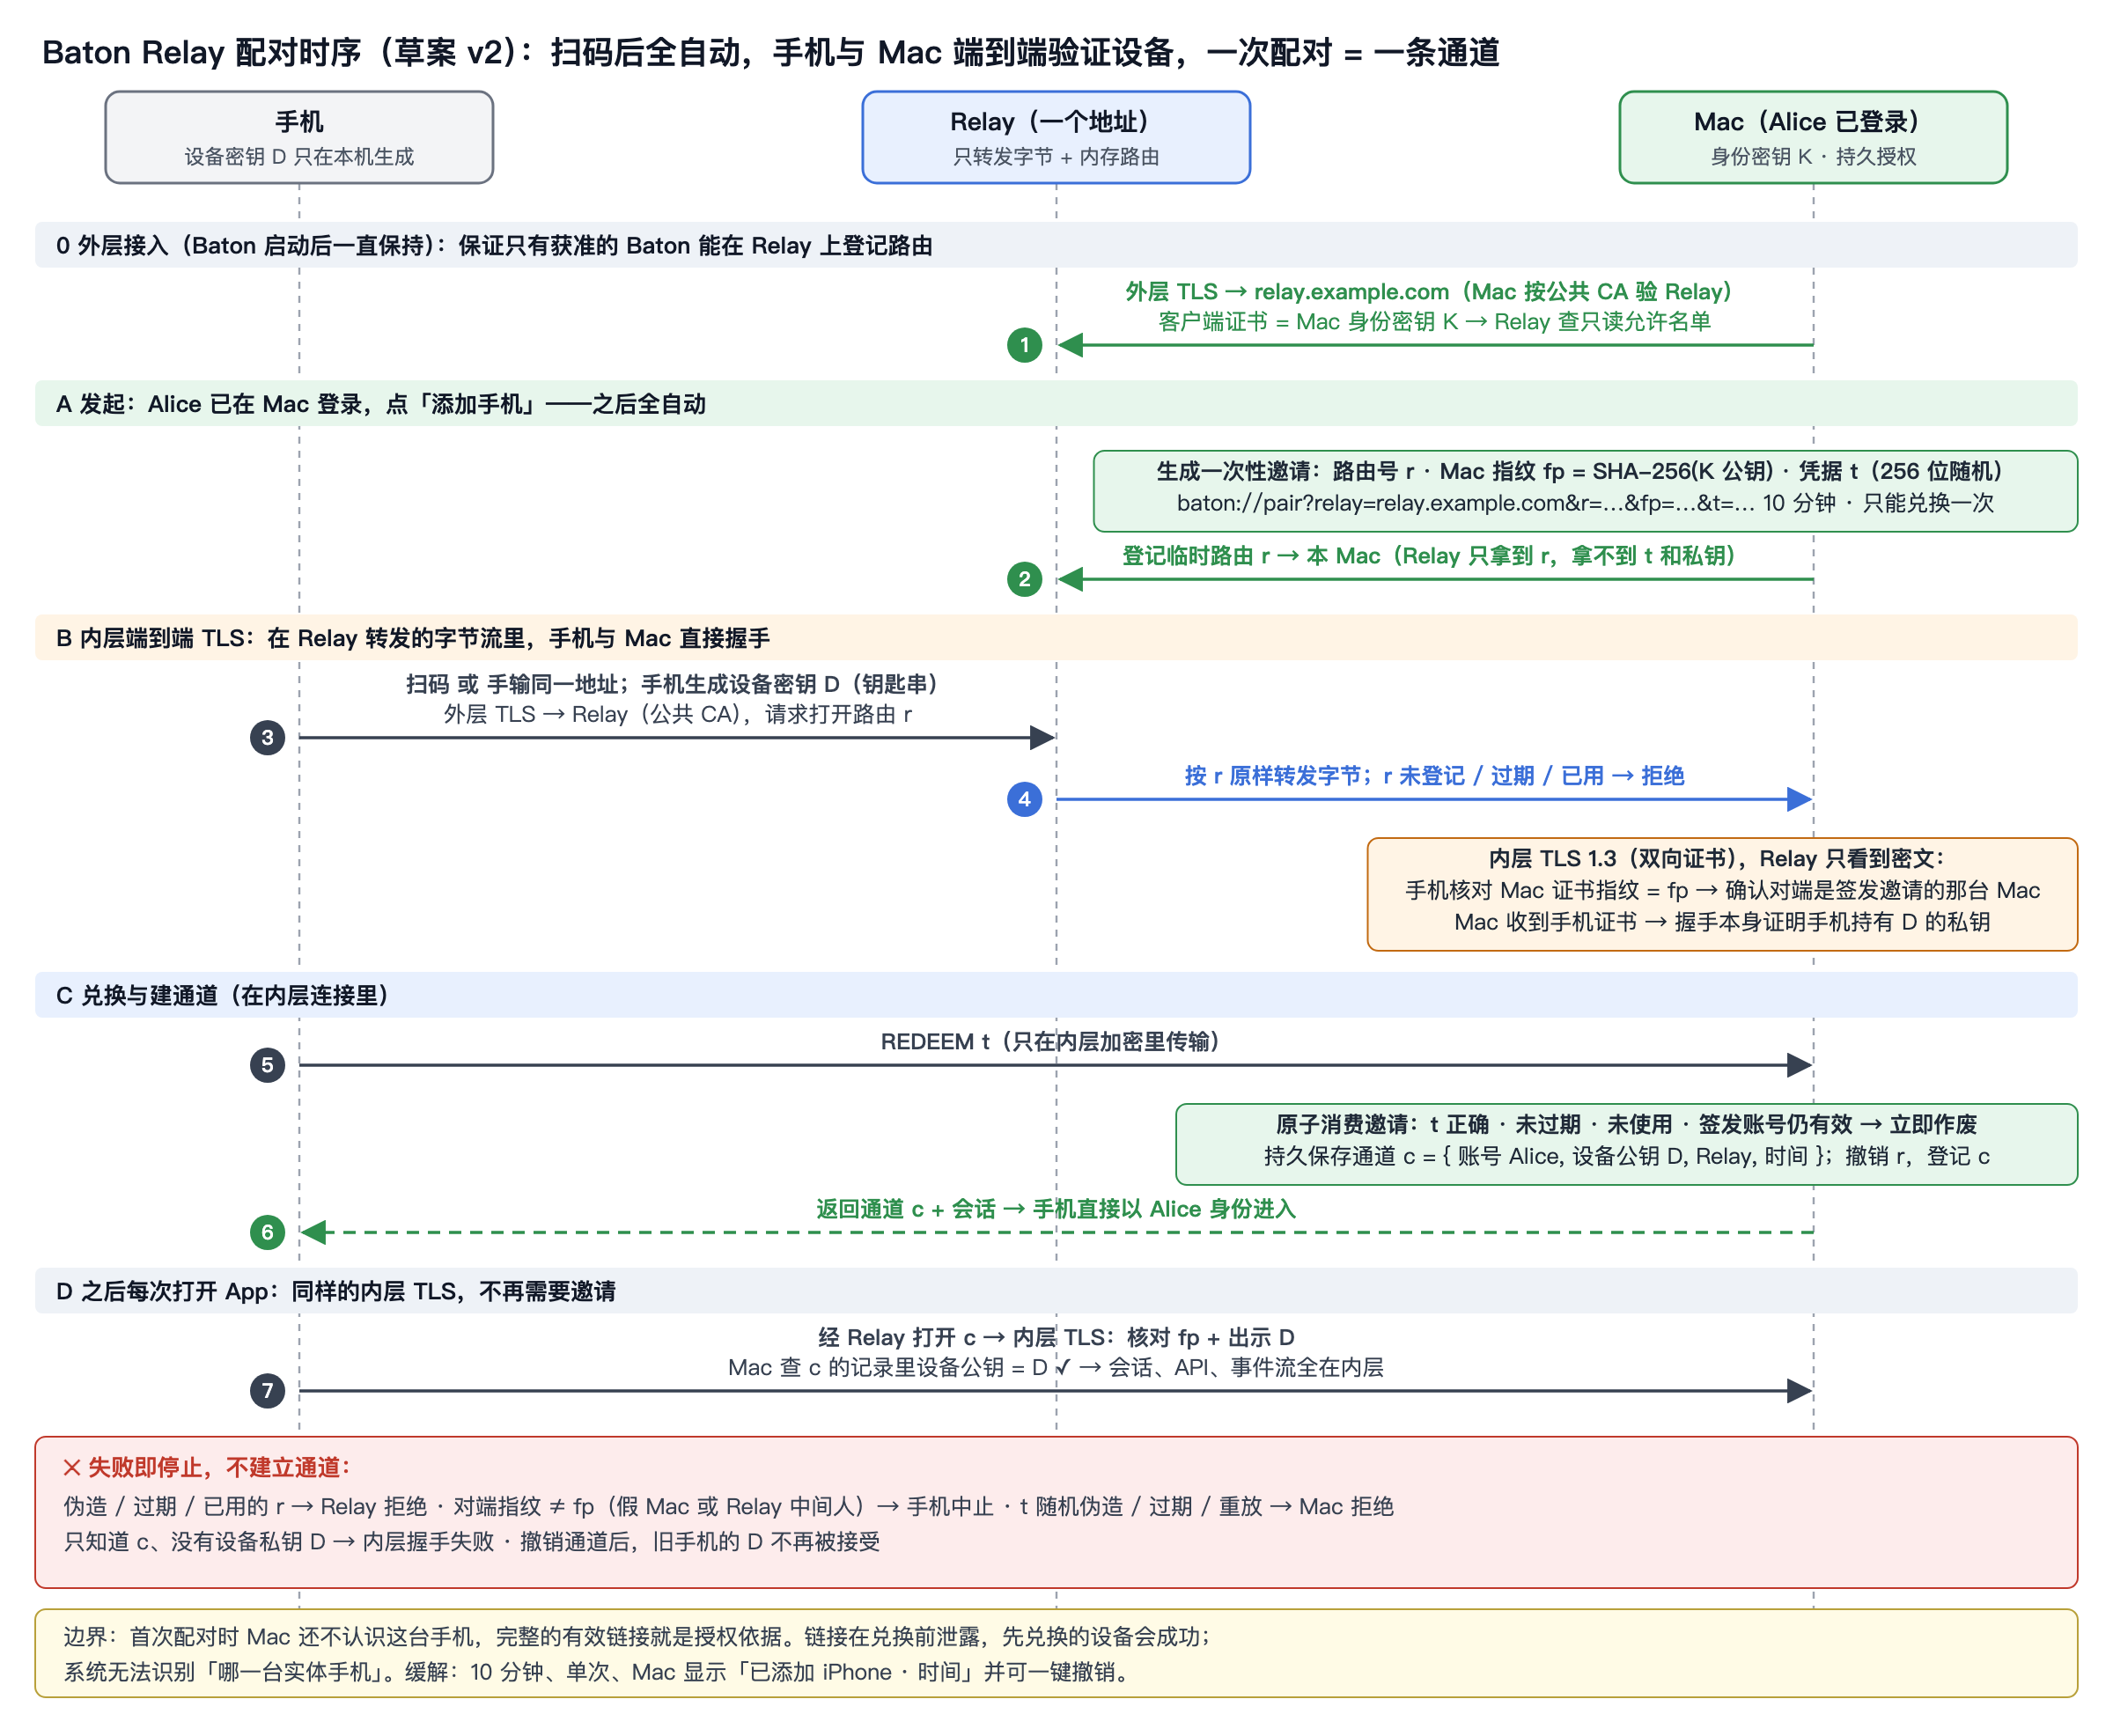 Baton Relay 配对时序（草案 v2）：扫码后全自动，手机与 Mac 端到端验证设备，一次配对 = 一条通道
手机
设备密钥 D 只在本机生成
Relay（一个地址）
只转发字节 + 内存路由
Mac（Alice 已登录）
身份密钥 K · 持久授权
0 外层接入（Baton 启动后一直保持）：保证只有获准的 Baton 能在 Relay 上登记路由
外层 TLS → relay.example.com（Mac 按公共 CA 验 Relay）
客户端证书 = Mac 身份密钥 K → Relay 查只读允许名单
1
A 发起：Alice 已在 Mac 登录，点「添加手机」——之后全自动
生成一次性邀请：路由号 r · Mac 指纹 fp = SHA-256(K 公钥) · 凭据 t（256 位随机）
baton://pair?relay=relay.example.com&r=…&fp=…&t=… 10 分钟 · 只能兑换一次
登记临时路由 r → 本 Mac（Relay 只拿到 r，拿不到 t 和私钥）
2
B 内层端到端 TLS：在 Relay 转发的字节流里，手机与 Mac 直接握手
扫码 或 手输同一地址；手机生成设备密钥 D（钥匙串）
外层 TLS → Relay（公共 CA），请求打开路由 r
3
按 r 原样转发字节；r 未登记 / 过期 / 已用 → 拒绝
4
内层 TLS 1.3（双向证书），Relay 只看到密文：
手机核对 Mac 证书指纹 = fp → 确认对端是签发邀请的那台 Mac
Mac 收到手机证书 → 握手本身证明手机持有 D 的私钥
C 兑换与建通道（在内层连接里）
REDEEM t（只在内层加密里传输）
5
原子消费邀请：t 正确 · 未过期 · 未使用 · 签发账号仍有效 → 立即作废
持久保存通道 c = { 账号 Alice, 设备公钥 D, Relay, 时间 }；撤销 r，登记 c
返回通道 c + 会话 → 手机直接以 Alice 身份进入
6
D 之后每次打开 App：同样的内层 TLS，不再需要邀请
经 Relay 打开 c → 内层 TLS：核对 fp + 出示 D
Mac 查 c 的记录里设备公钥 = D ✓ → 会话、API、事件流全在内层
7
✕ 失败即停止，不建立通道：
伪造 / 过期 / 已用的 r → Relay 拒绝 · 对端指纹 ≠ fp（假 Mac 或 Relay 中间人）→ 手机中止 · t 随机伪造 / 过期 / 重放 → Mac 拒绝
只知道 c、没有设备私钥 D → 内层握手失败 · 撤销通道后，旧手机的 D 不再被接受
边界：首次配对时 Mac 还不认识这台手机，完整的有效链接就是授权依据。链接在兑换前泄露，先兑换的设备会成功；
系统无法识别「哪一台实体手机」。缓解：10 分钟、单次、Mac 显示「已添加 iPhone · 时间」并可一键撤销。